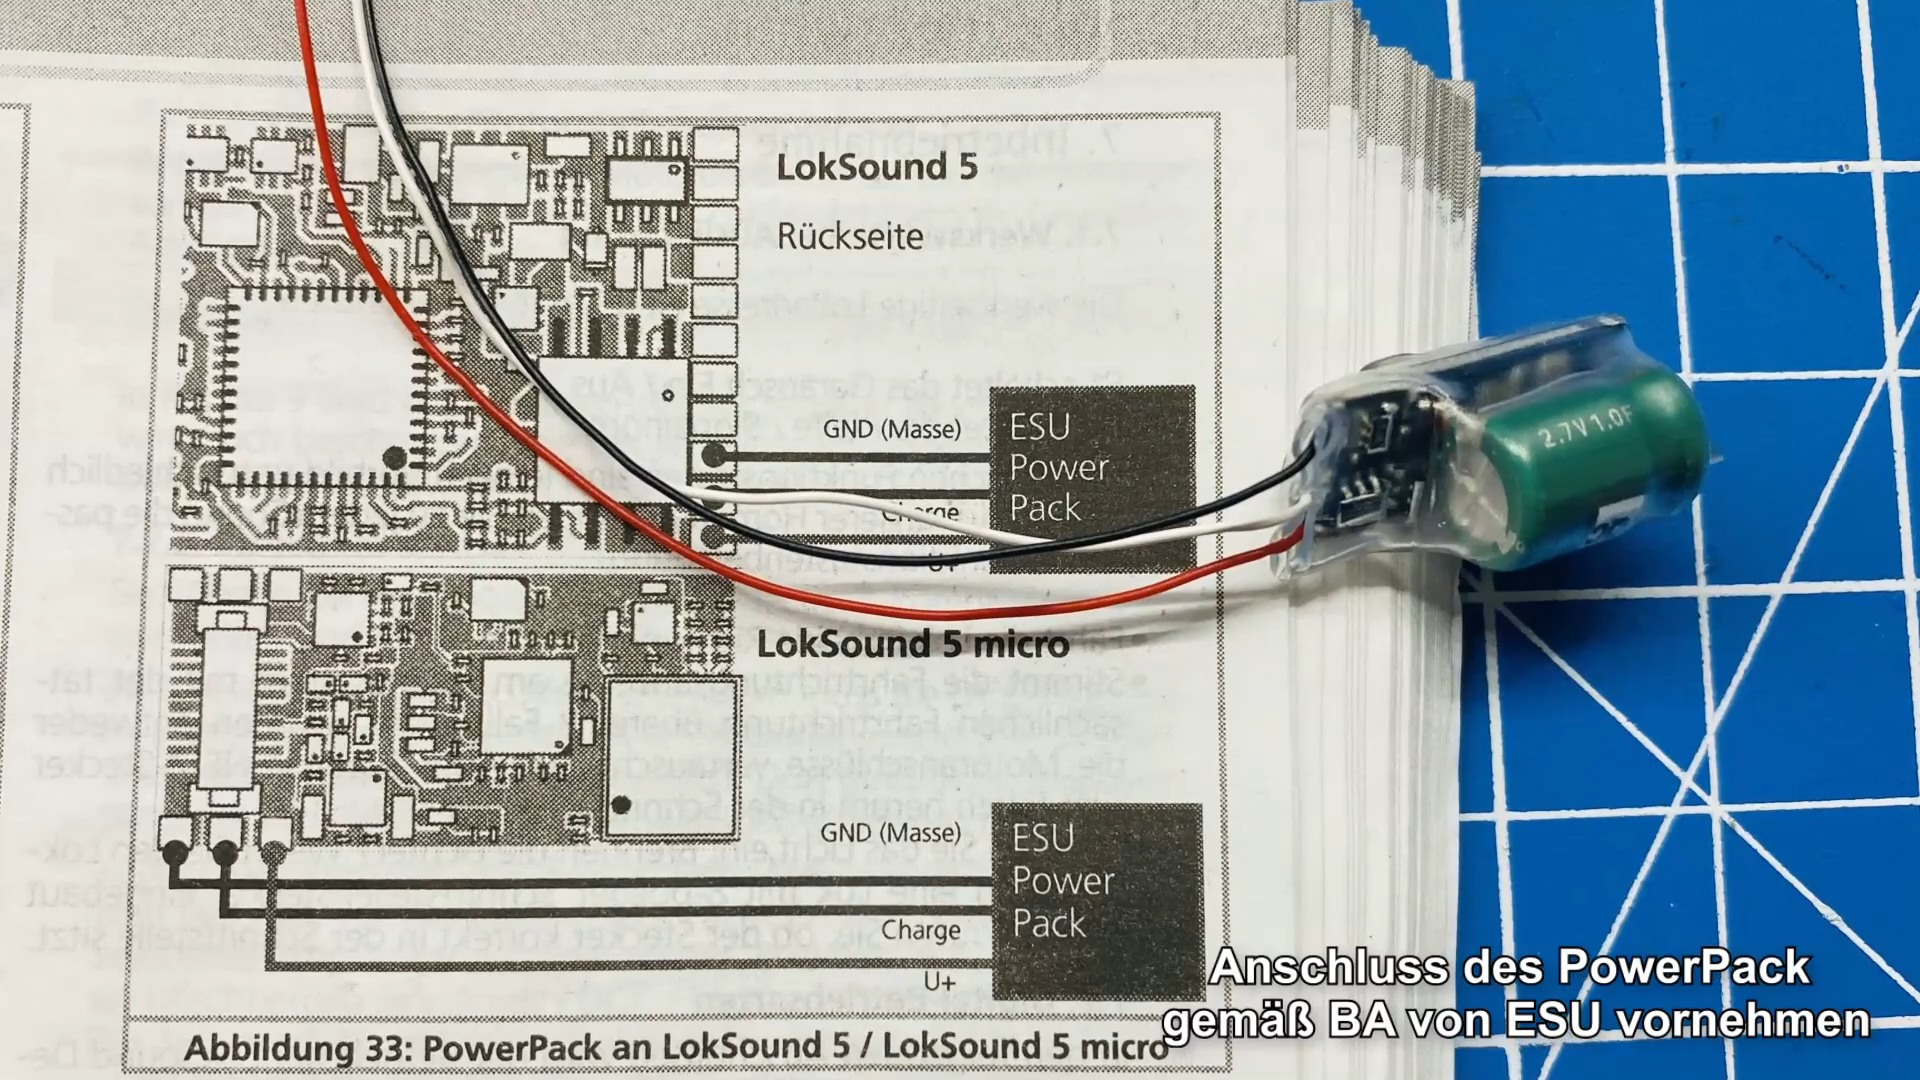 LokSound 5
Rückseite
GND (Masse)
Charge
U+
ESU
Power
Pack
2.7V 1.0F
LokSound 5 micro
GND (Masse)
Charge
U+
ESU
Power
Pack
Abbildung 33: PowerPack an LokSound 5 / LokSound 5 micro
Anschluss des PowerPack
gemäß BA von ESU vornehmen